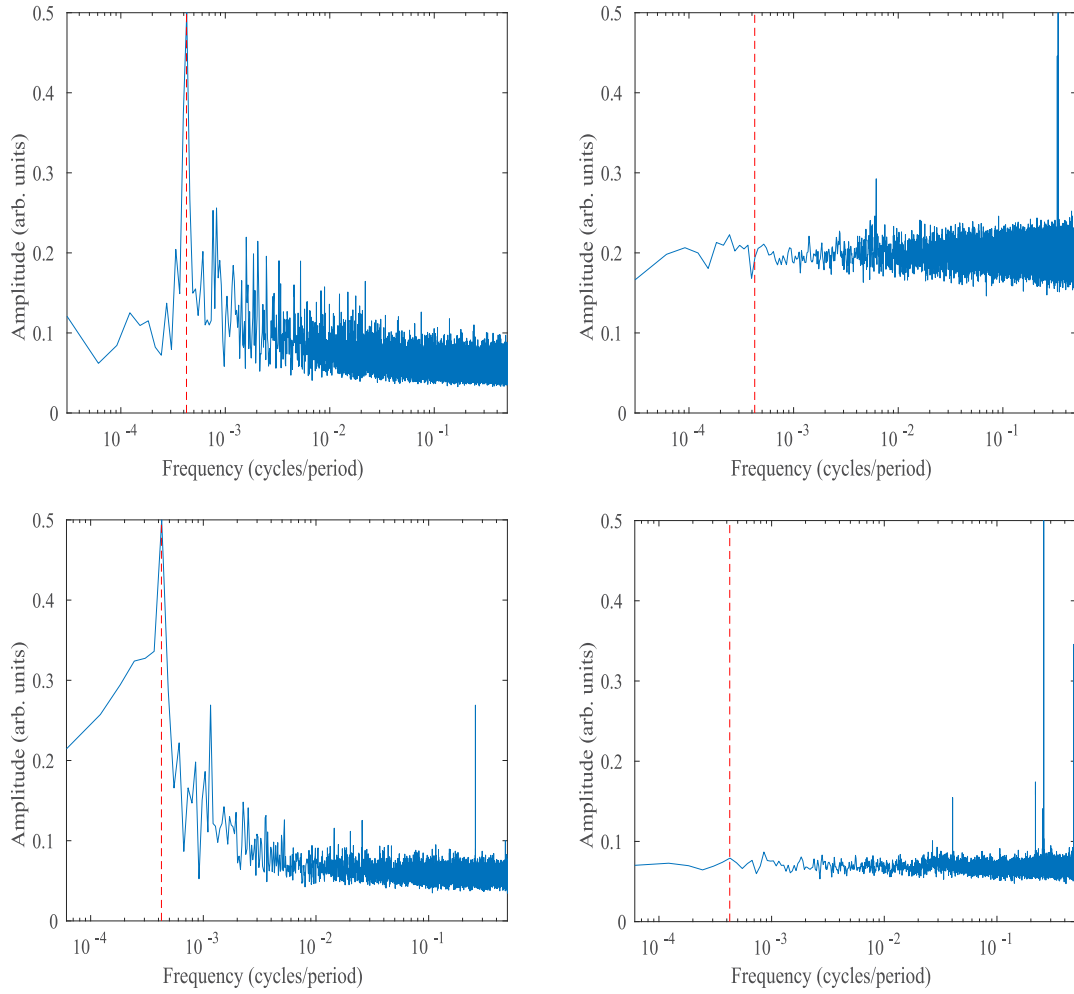 0.5
0.4
0.3
0.2
0.1
0
Amplitude (arb. units)
10^-4 10^-3 10^-2 10^-1
Frequency (cycles/period)
0.5
0.4
0.3
0.2
0.1
0
Amplitude (arb. units)
10^-4 10^-3 10^-2 10^-1
Frequency (cycles/period)
0.5
0.4
0.3
0.2
0.1
0
Amplitude (arb. units)
10^-4 10^-3 10^-2 10^-1
Frequency (cycles/period)
0.5
0.4
0.3
0.2
0.1
0
Amplitude (arb. units)
10^-4 10^-3 10^-2 10^-1
Frequency (cycles/period)